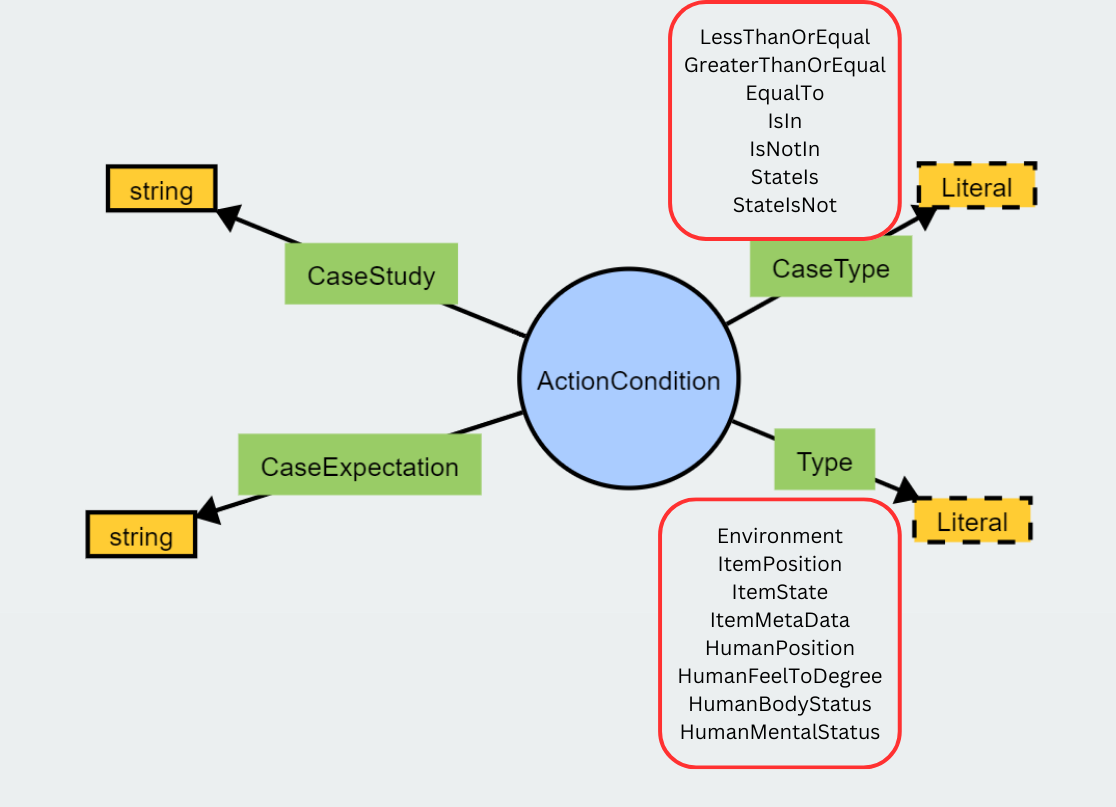 LessThanOrEqual
GreaterThanOrEqual
EqualTo
IsIn
IsNotIn
StateIs
StateIsNot
string
Literal
CaseStudy
CaseType
ActionCondition
CaseExpectation
Type
string
Literal
Environment
ItemPosition
ItemState
ItemMetaData
HumanPosition
HumanFeelToDegree
HumanBodyStatus
HumanMentalStatus